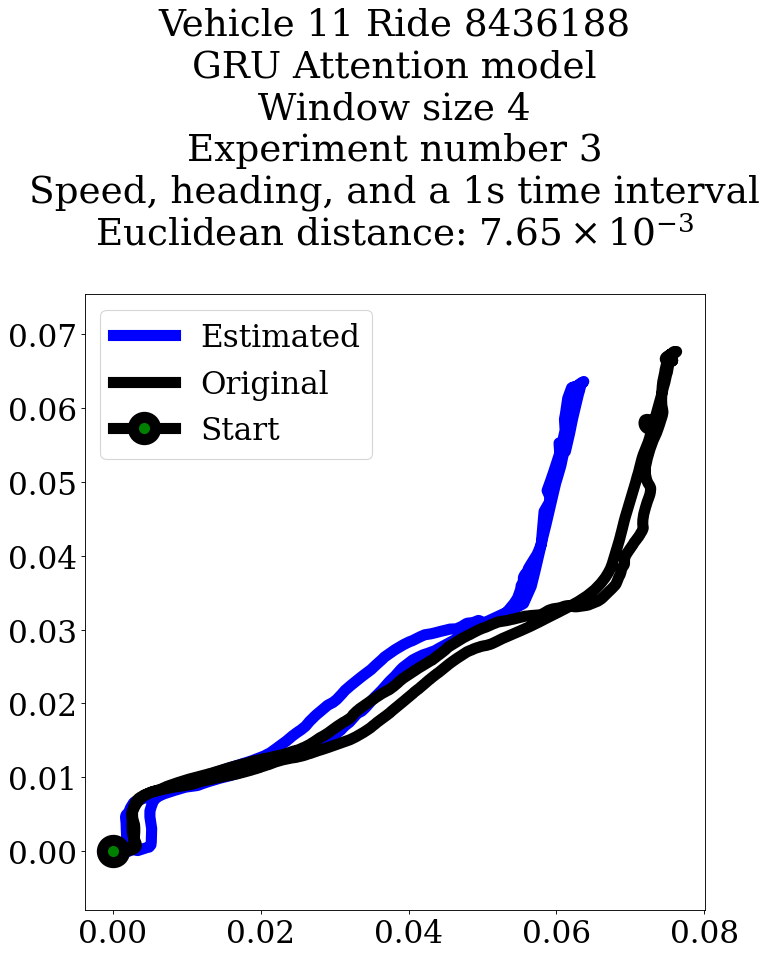 Vehicle 11 Ride 8436188
GRU Attention model
Window size 4
Experiment number 3
Speed, heading, and a 1s time interval
Euclidean distance: 7.65 × 10⁻³
Estimated
Original
Start
0.07
0.06
0.05
0.04
0.03
0.02
0.01
0.00
0.00 0.02 0.04 0.06 0.08